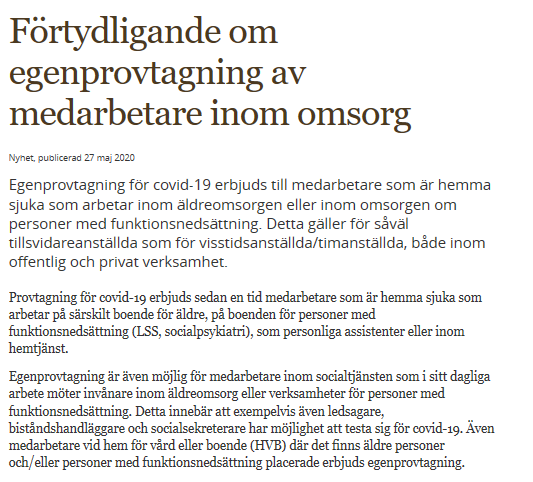 Förtydligande om
egenprovtagning av
medarbetare inom omsorg
Nyhet, publicerad 27 maj 2020
Egenprovtagning för covid-19 erbjuds till medarbetare som är hemma
sjuka som arbetar inom äldreomsorgen eller inom omsorgen om
personer med funktionsnedsättning. Detta gäller för såväl
tillsvidareanställda som för visstidsanställda/timanställda, både inom
offentlig och privat verksamhet.
Provtagning för covid-19 erbjuds sedan en tid medarbetare som är hemma sjuka som
arbetar på särskilt boende för äldre, på boenden för personer med
funktionsnedsättning (LSS, socialpsykiatri), som personliga assistenter eller inom
hemtjänst.
Egenprovtagning är även möjlig för medarbetare inom socialtjänsten som i sitt dagliga
arbete möter invånare inom äldreomsorg eller verksamheter för personer med
funktionsnedsättning. Detta innebär att exempelvis även ledsagare,
biståndshandläggare och socialsekreterare har möjlighet att testa sig för covid-19. Även
medarbetare vid hem för vård eller boende (HVB) där det finns äldre personer
och/eller personer med funktionsnedsättning placerade erbjuds egenprovtagning.